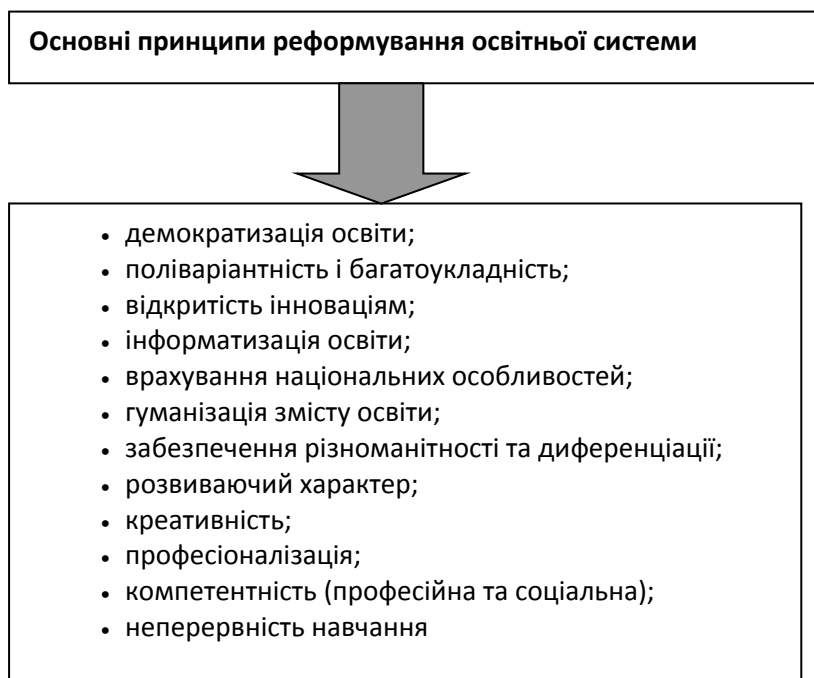 Основні принципи реформування освітньої системи
• демократизація освіти;
• поліваріантність і багатоукладність;
• відкритість інноваціям;
• інформатизація освіти;
• врахування національних особливостей;
• гуманізація змісту освіти;
• забезпечення різноманітності та диференціації;
• розвиваючий характер;
• креативність;
• професіоналізація;
• компетентність (професійна та соціальна);
• неперервність навчання